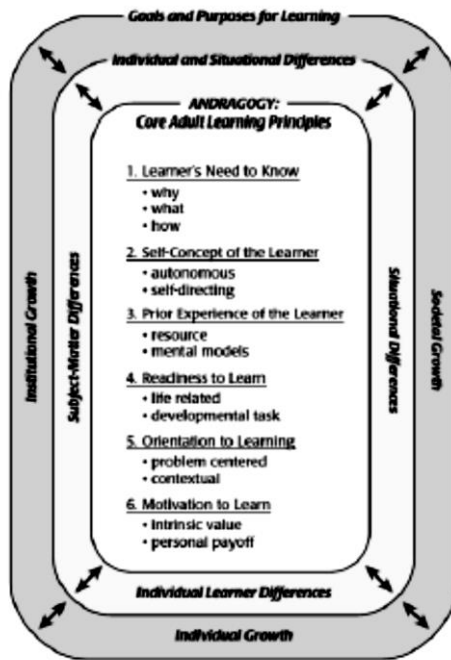 Goals and Purposes for Learning
Individual and Situational Differences
ANDRAGOGY:
Core Adult Learning Principles
1. Learner's Need to Know
• why
• what
• how
2. Self-Concept of the Learner
• autonomous
• self-directing
3. Prior Experience of the Learner
• resource
• mental models
4. Readiness to Learn
• life related
• developmental task
5. Orientation to Learning
• problem centered
• contextual
6. Motivation to Learn
• intrinsic value
• personal payoff
Institutional Growth
Subject-Matter Differences
Situational Differences
Societal Growth
Individual Learner Differences
Individual Growth